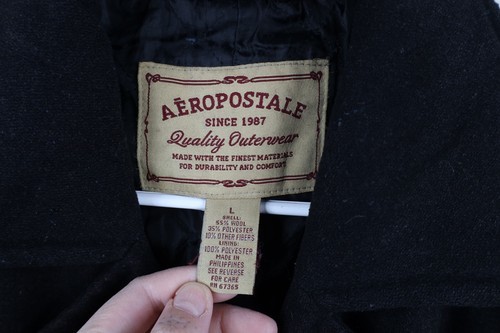 AĒROPOSTALE
SINCE 1987
Quality Outerwear
MADE WITH THE FINEST MATERIALS
FOR DURABILITY AND COMFORT.
L
SHELL:
55% WOOL
35% POLYESTER
10% OTHER FIBERS
LINING:
100% POLYESTER
MADE IN
PHILIPPINES
SEE REVERSE
FOR CARE
RN 67365